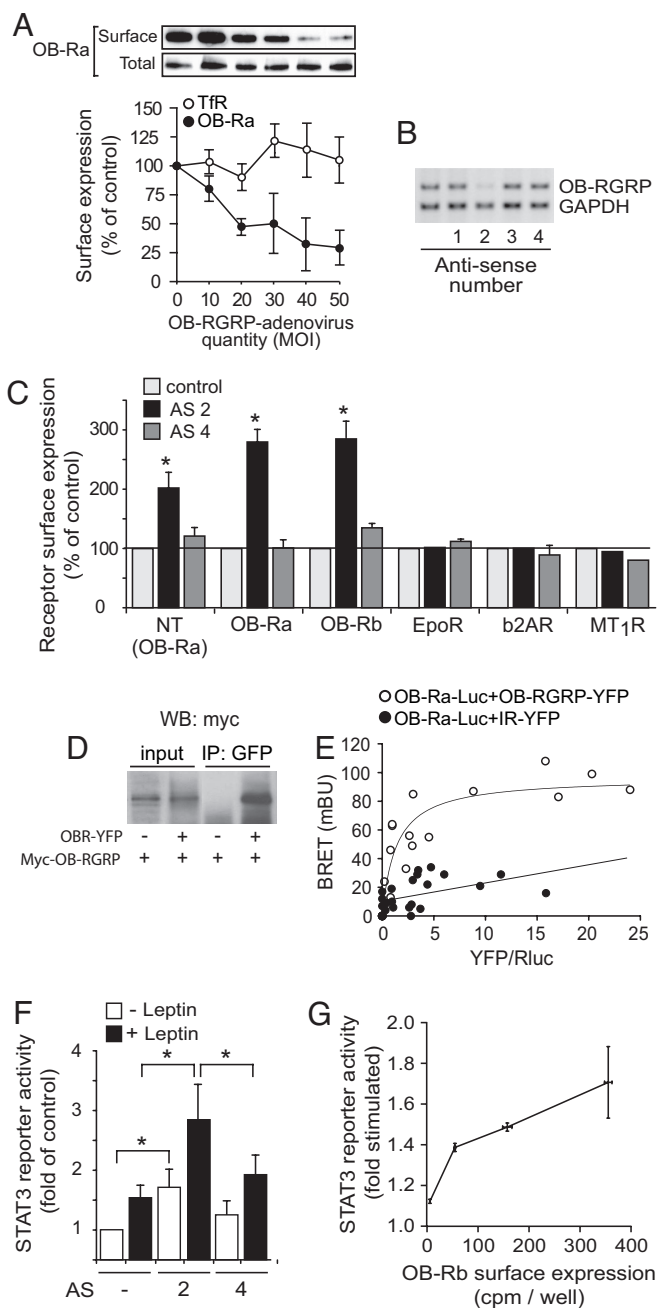 A
OB-Ra
Surface
Total
Surface expression
(% of control)
150
125
100
75
50
25
0
TfR
OB-Ra
0 10 20 30 40 50
OB-RGRP-adenovirus
quantity (MOI)
B
OB-RGRP
GAPDH
1 2 3 4
Anti-sense
number
C
control
AS 2
AS 4
Receptor surface expression
(% of control)
300
200
100
0
* * *
NT
(OB-Ra)
OB-Ra
OB-Rb
EpoR
b2AR
MT1R
D
WB: myc
input IP: GFP
OBR-YFP - + - +
Myc-OB-RGRP + + + +
E
OB-Ra-Luc+OB-RGRP-YFP
OB-Ra-Luc+IR-YFP
BRET (mBU)
120
100
80
60
40
20
0
0 5 10 15 20 25
YFP/Rluc
F
- Leptin
+ Leptin
STAT3 reporter activity
(fold of control)
4
3
2
1
* * *
AS - 2 4
G
STAT3 reporter activity
(fold stimulated)
2.0
1.8
1.6
1.4
1.2
1.0
0 100 200 300 400
OB-Rb surface expression
(cpm / well)